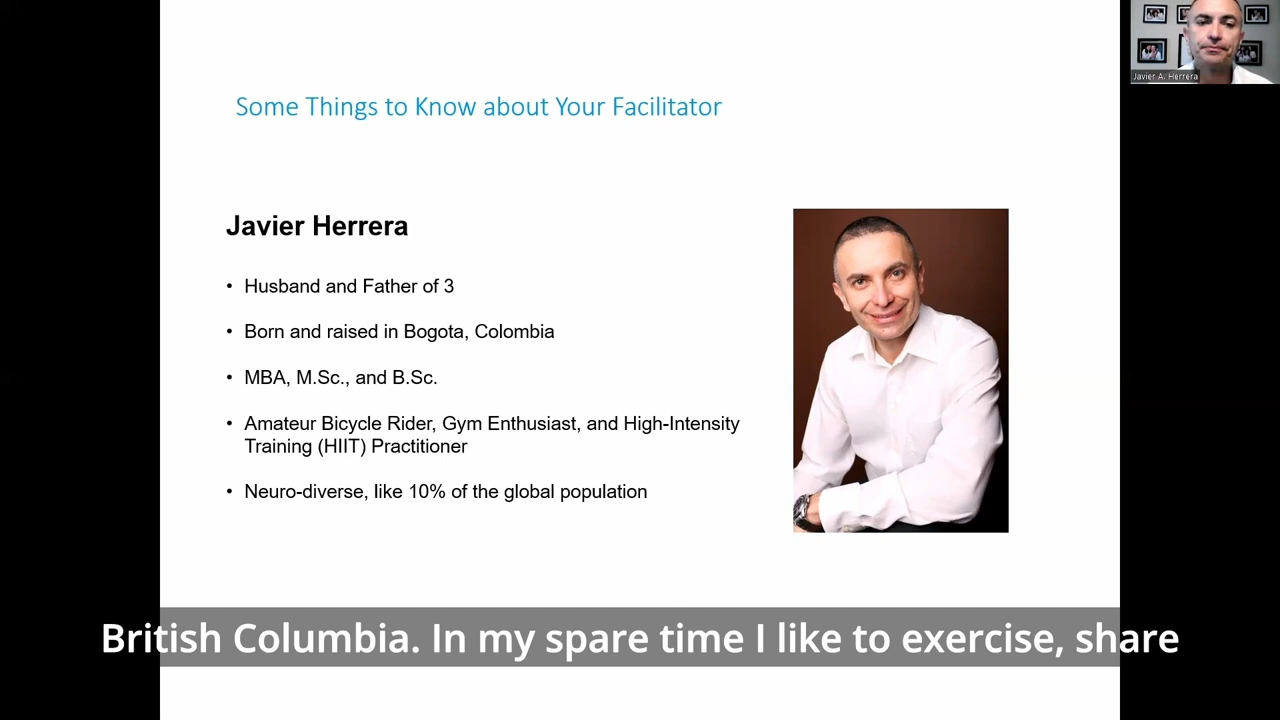 Javier A. Herrera
Some Things to Know about Your Facilitator
Javier Herrera
• Husband and Father of 3
• Born and raised in Bogota, Colombia
• MBA, M.Sc., and B.Sc.
• Amateur Bicycle Rider, Gym Enthusiast, and High-Intensity
Training (HIIT) Practitioner
• Neuro-diverse, like 10% of the global population
British Columbia. In my spare time I like to exercise, share